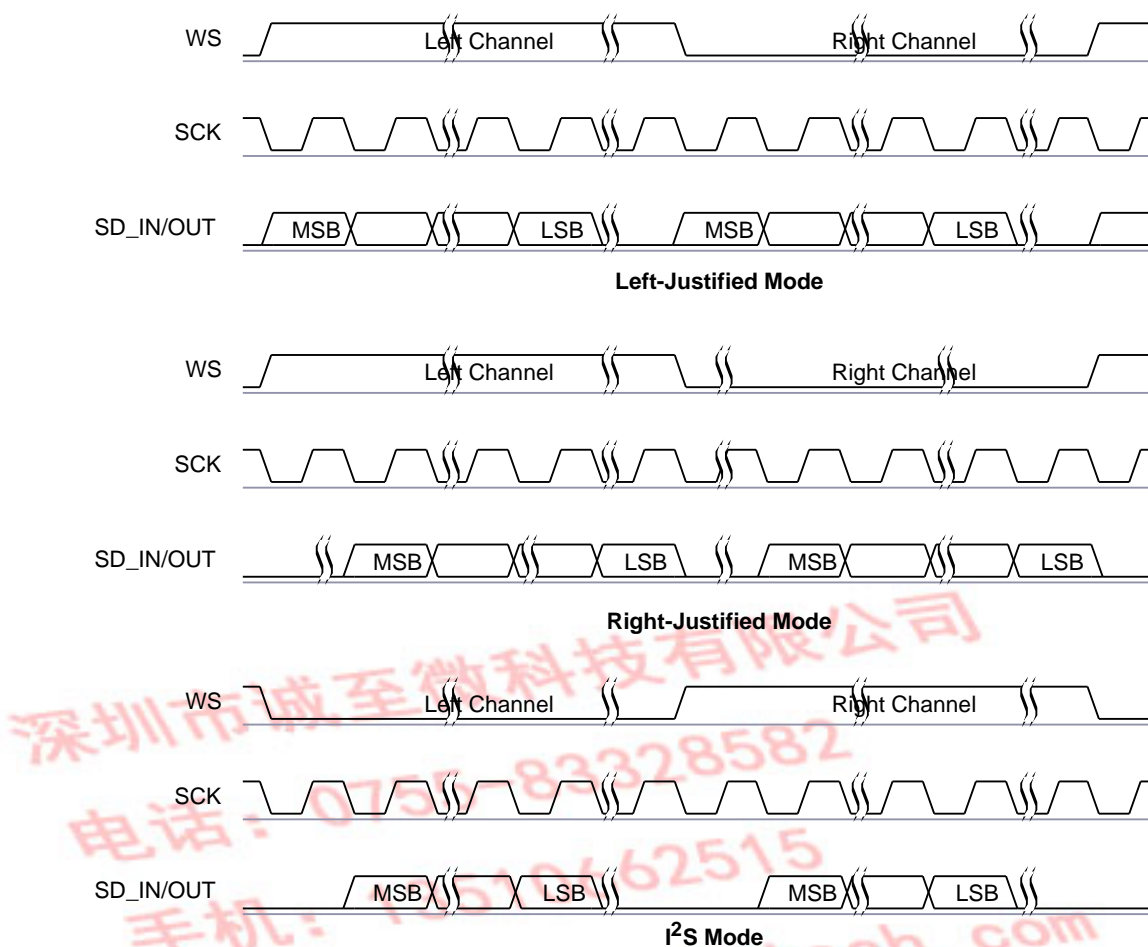 WS Left Channel Right Channel
SCK
SD_IN/OUT MSB LSB MSB LSB
Left-Justified Mode
WS Left Channel Right Channel
SCK
SD_IN/OUT MSB LSB MSB LSB
Right-Justified Mode
深圳市诚至微科技有限公司
WS Left Channel Right Channel
电话：0755-83328582
SCK
手机：13510662515
SD_IN/OUT MSB LSB MSB LSB
I²S Mode